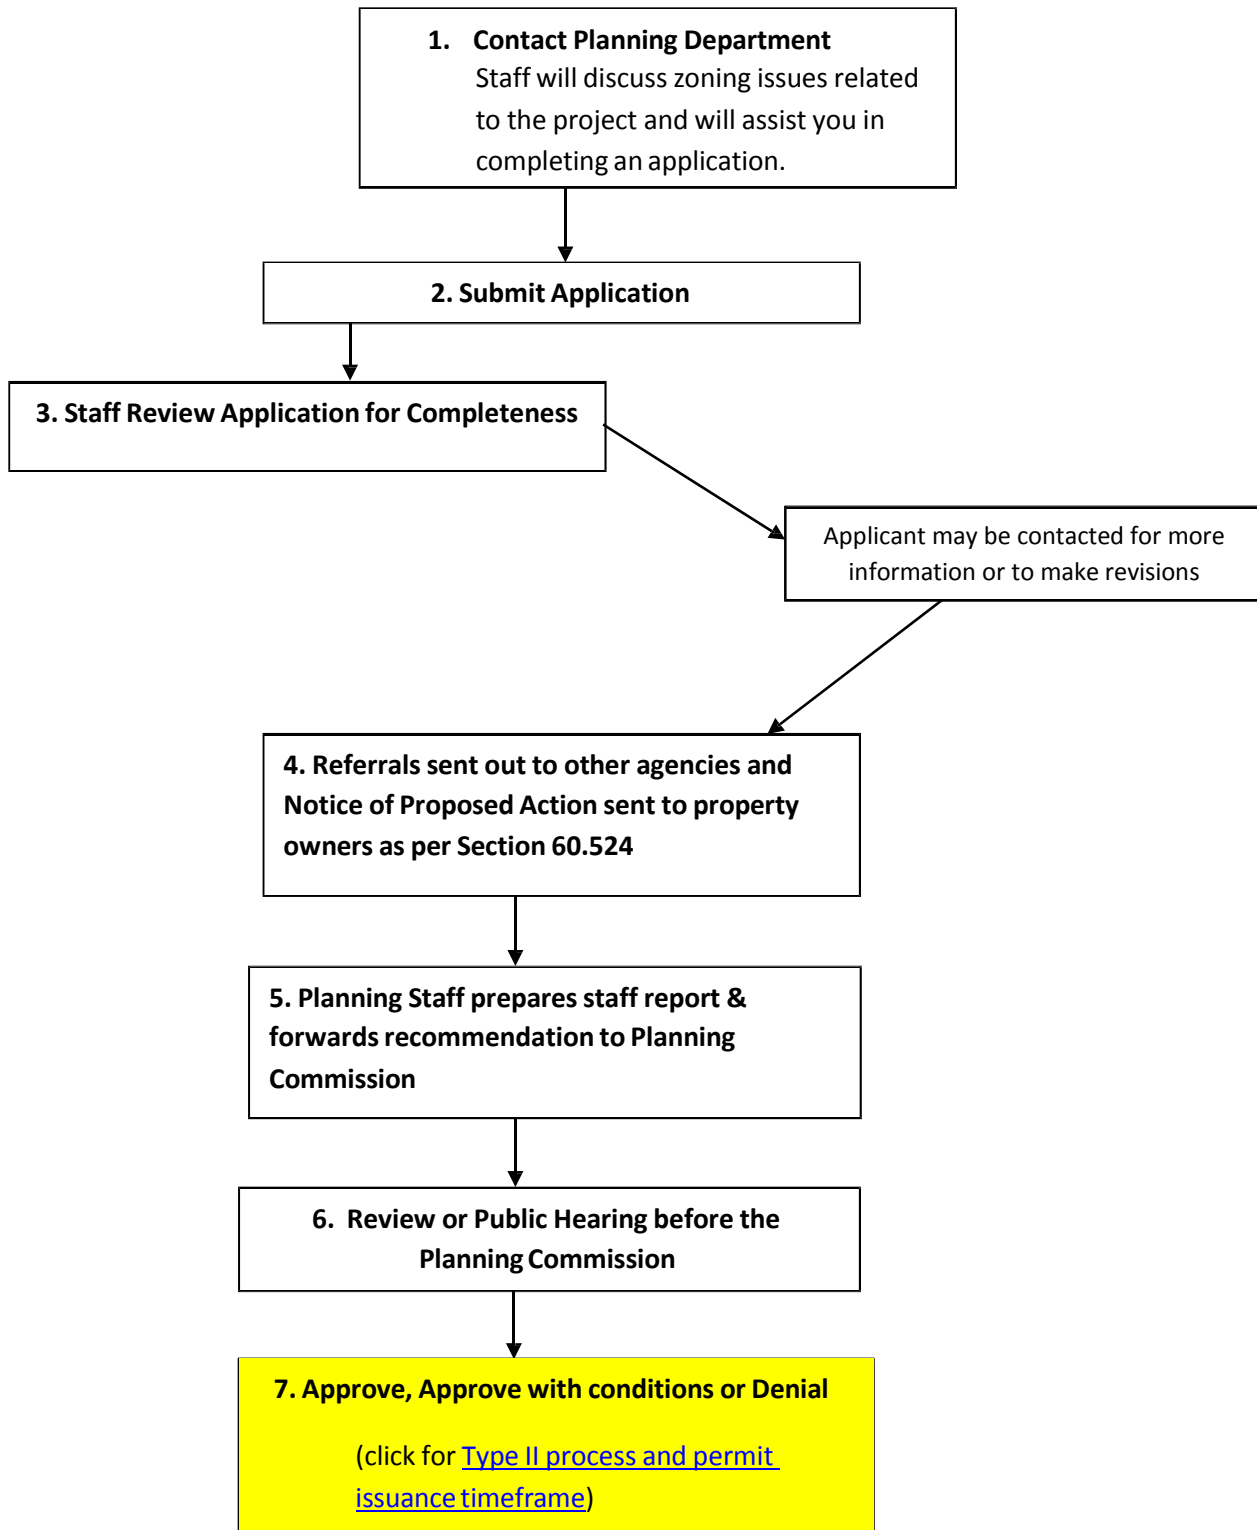 1. Contact Planning Department
Staff will discuss zoning issues related
to the project and will assist you in
completing an application.
2. Submit Application
3. Staff Review Application for Completeness
Applicant may be contacted for more
information or to make revisions
4. Referrals sent out to other agencies and
Notice of Proposed Action sent to property
owners as per Section 60.524
5. Planning Staff prepares staff report &
forwards recommendation to Planning
Commission
6. Review or Public Hearing before the
Planning Commission
7. Approve, Approve with conditions or Denial
(click for Type II process and permit
issuance timeframe)